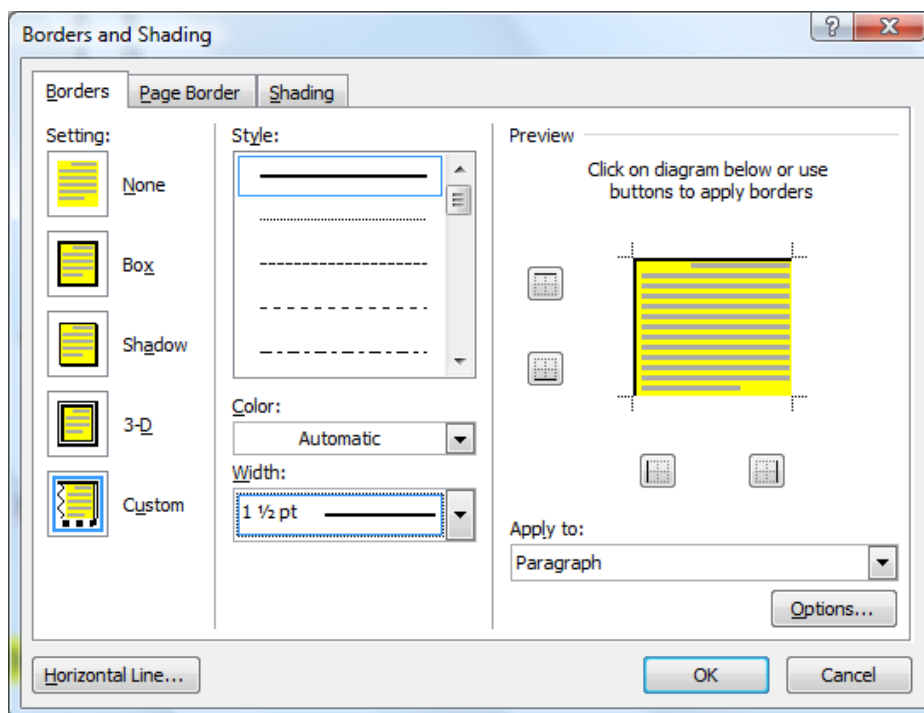 Borders and Shading
Borders
Page Border
Shading
Setting:
None
Box
Shadow
3-D
Custom
Style:
Color:
Automatic
Width:
1 ½ pt
Preview
Click on diagram below or use
buttons to apply borders
Apply to:
Paragraph
Options...
Horizontal Line...
OK
Cancel